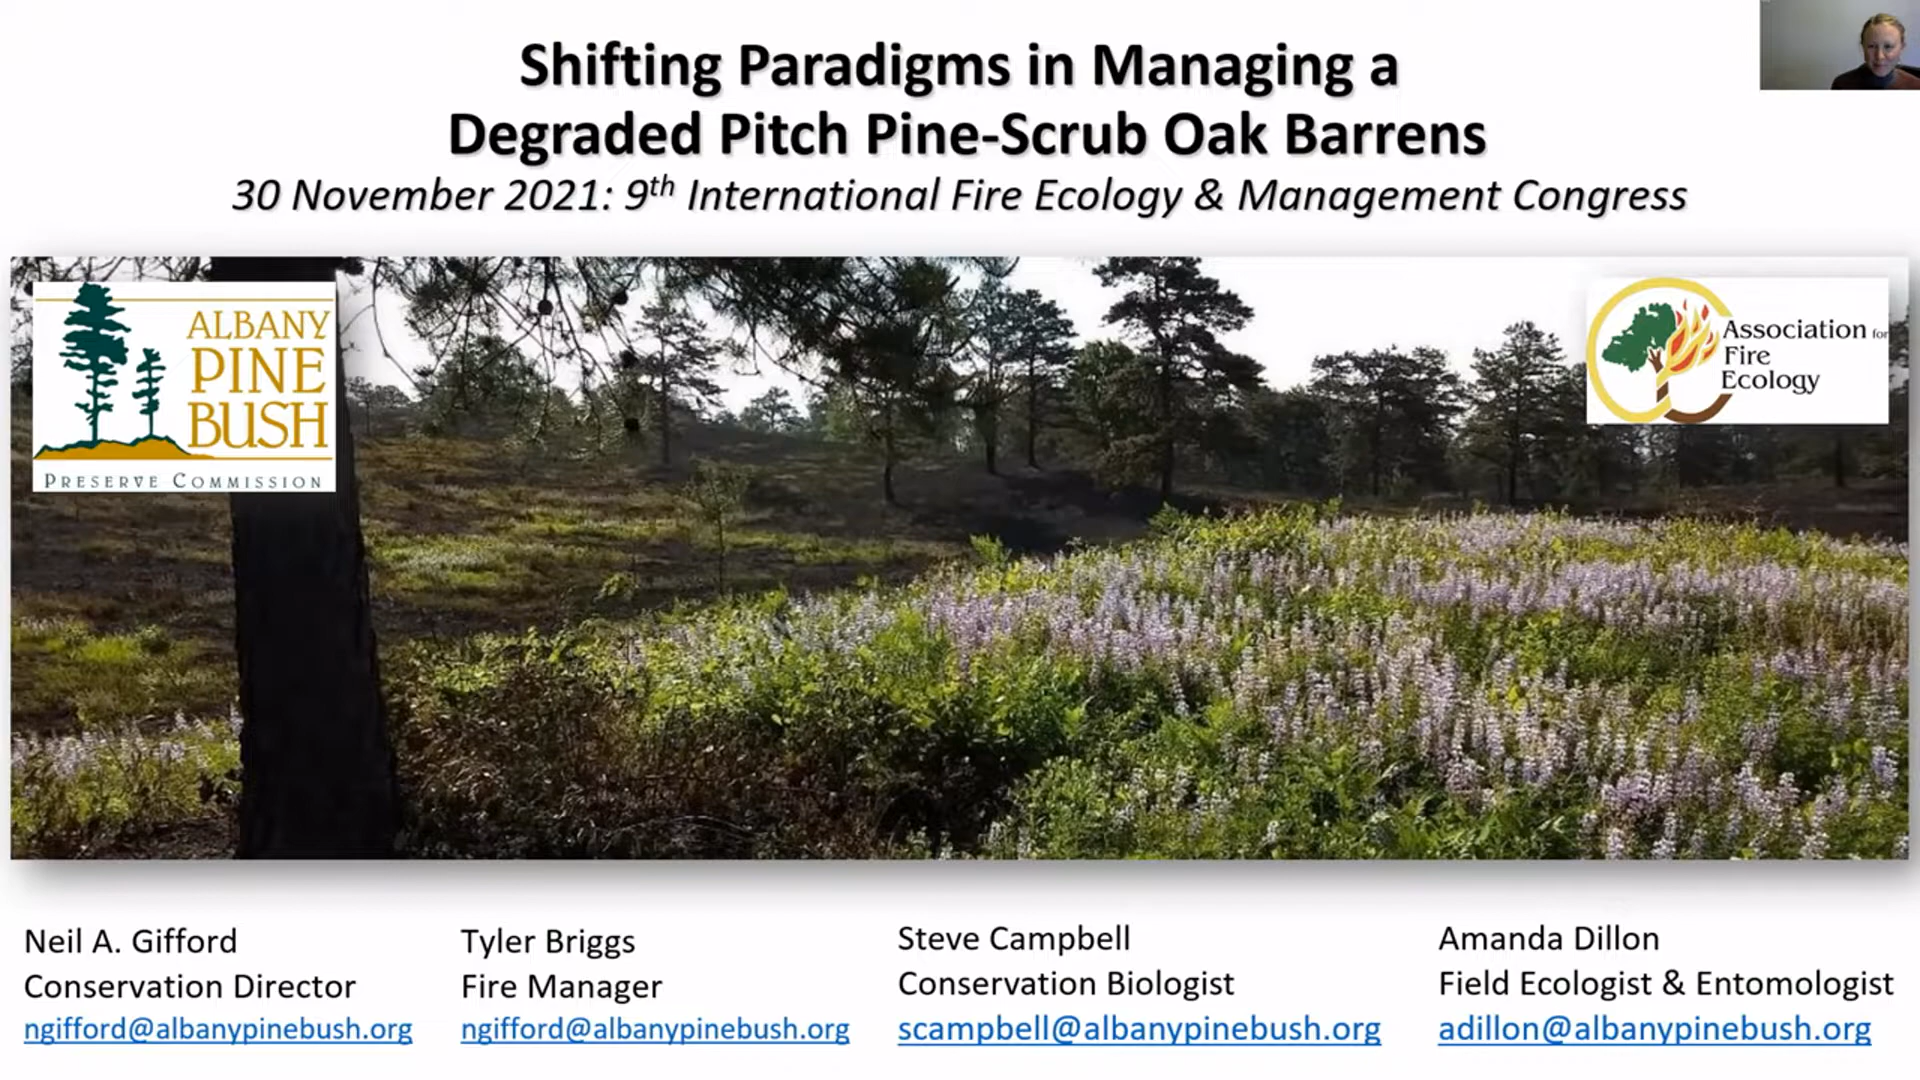 Shifting Paradigms in Managing a
Degraded Pitch Pine-Scrub Oak Barrens
30 November 2021: 9th International Fire Ecology & Management Congress
ALBANY
PINE
BUSH
PRESERVE COMMISSION
Association for
Fire
Ecology
Neil A. Gifford
Conservation Director
ngifford@albanypinebush.org
Tyler Briggs
Fire Manager
ngifford@albanypinebush.org
Steve Campbell
Conservation Biologist
scampbell@albanypinebush.org
Amanda Dillon
Field Ecologist & Entomologist
adillon@albanypinebush.org